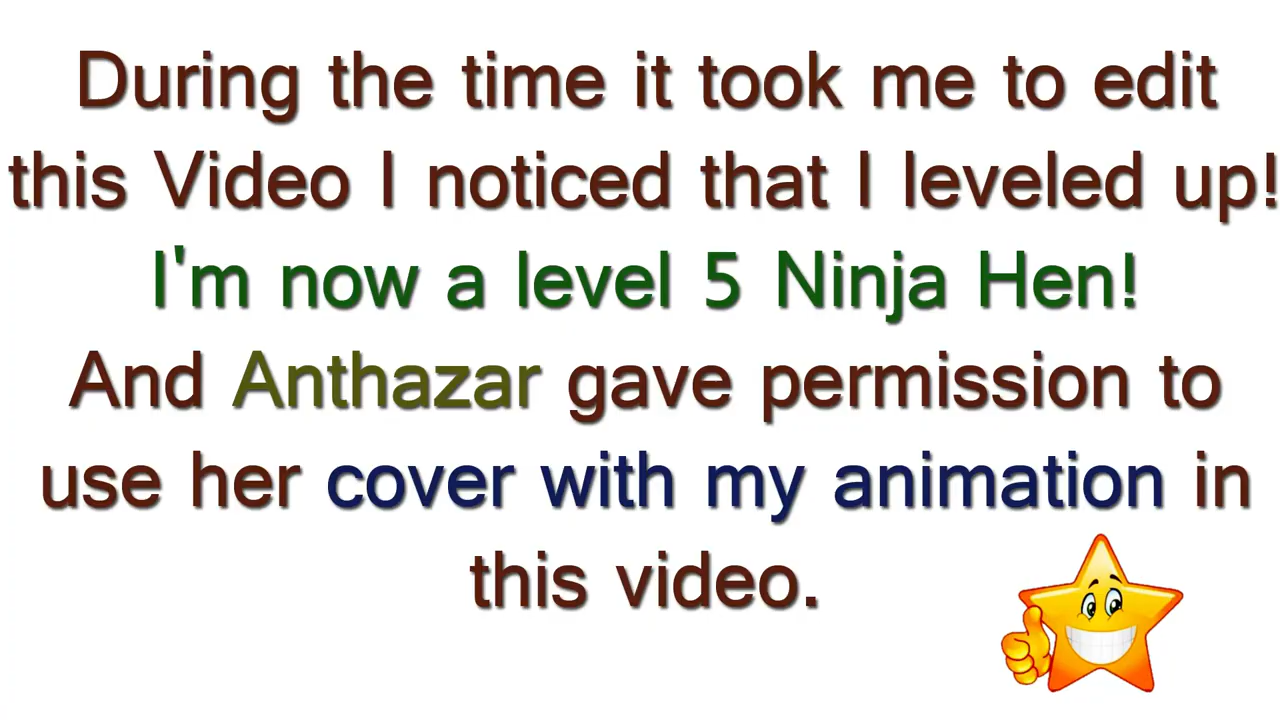 During the time it took me to edit
this Video I noticed that I leveled up!
I'm now a level 5 Ninja Hen!
And Anthazar gave permission to
use her cover with my animation in
this video.